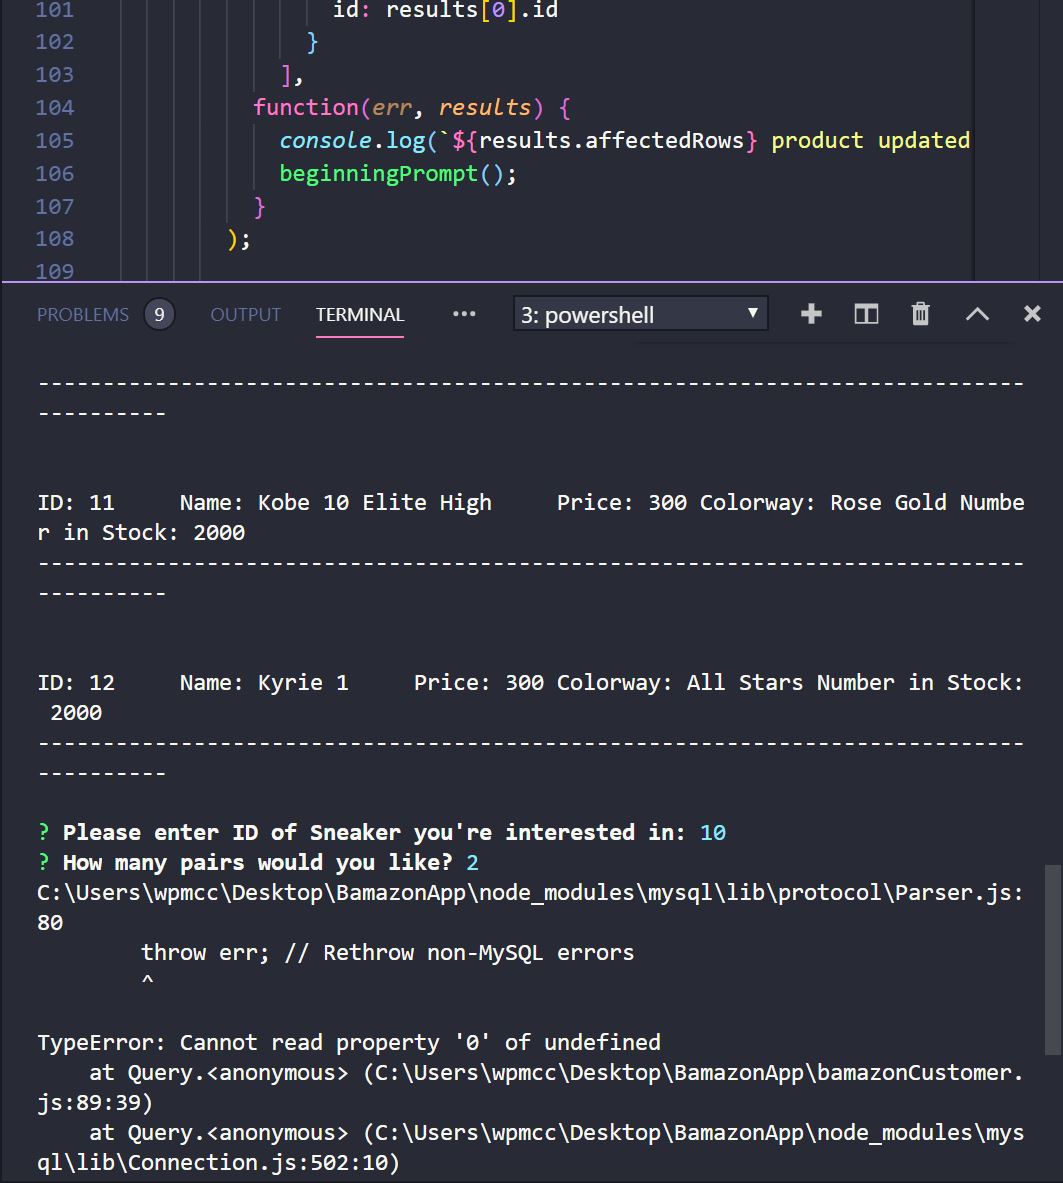 101 id: results[0].id
102 }
103 ],
104 function(err, results) {
105 console.log(`${results.affectedRows} product updated
106 beginningPrompt();
107 }
108 );
109
PROBLEMS 9 OUTPUT TERMINAL ••• 3: powershell
--------------------------------------------------------------------------
----------
ID: 11     Name: Kobe 10 Elite High     Price: 300 Colorway: Rose Gold Numbe
r in Stock: 2000
--------------------------------------------------------------------------
----------
ID: 12     Name: Kyrie 1     Price: 300 Colorway: All Stars Number in Stock:
2000
--------------------------------------------------------------------------
----------
? Please enter ID of Sneaker you're interested in: 10
? How many pairs would you like? 2
C:\Users\wpmcc\Desktop\BamazonApp\node_modules\mysql\lib\protocol\Parser.js:
80
throw err; // Rethrow non-MySQL errors
^
TypeError: Cannot read property '0' of undefined
at Query.<anonymous> (C:\Users\wpmcc\Desktop\BamazonApp\bamazonCustomer.
js:89:39)
at Query.<anonymous> (C:\Users\wpmcc\Desktop\BamazonApp\node_modules\mys
ql\lib\Connection.js:502:10)